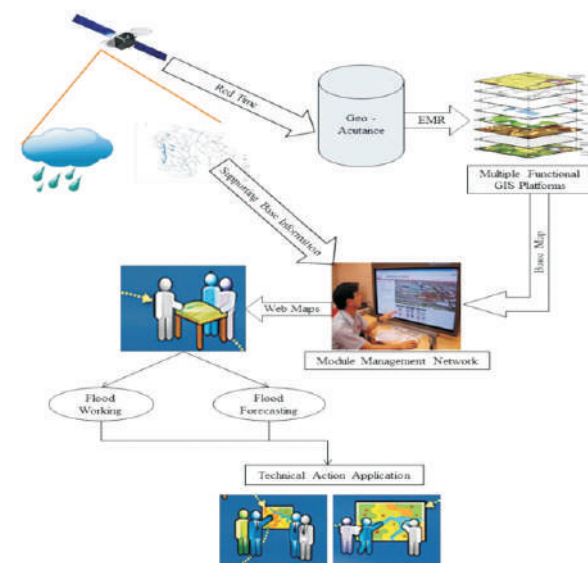 Red Time
Geo -
Acutance
EMR
Multiple Functional
GIS Platforms
Supporting Base Information
Base Map
Web Maps
Module Management Network
Flood
Working
Flood
Forecasting
Technical Action Application